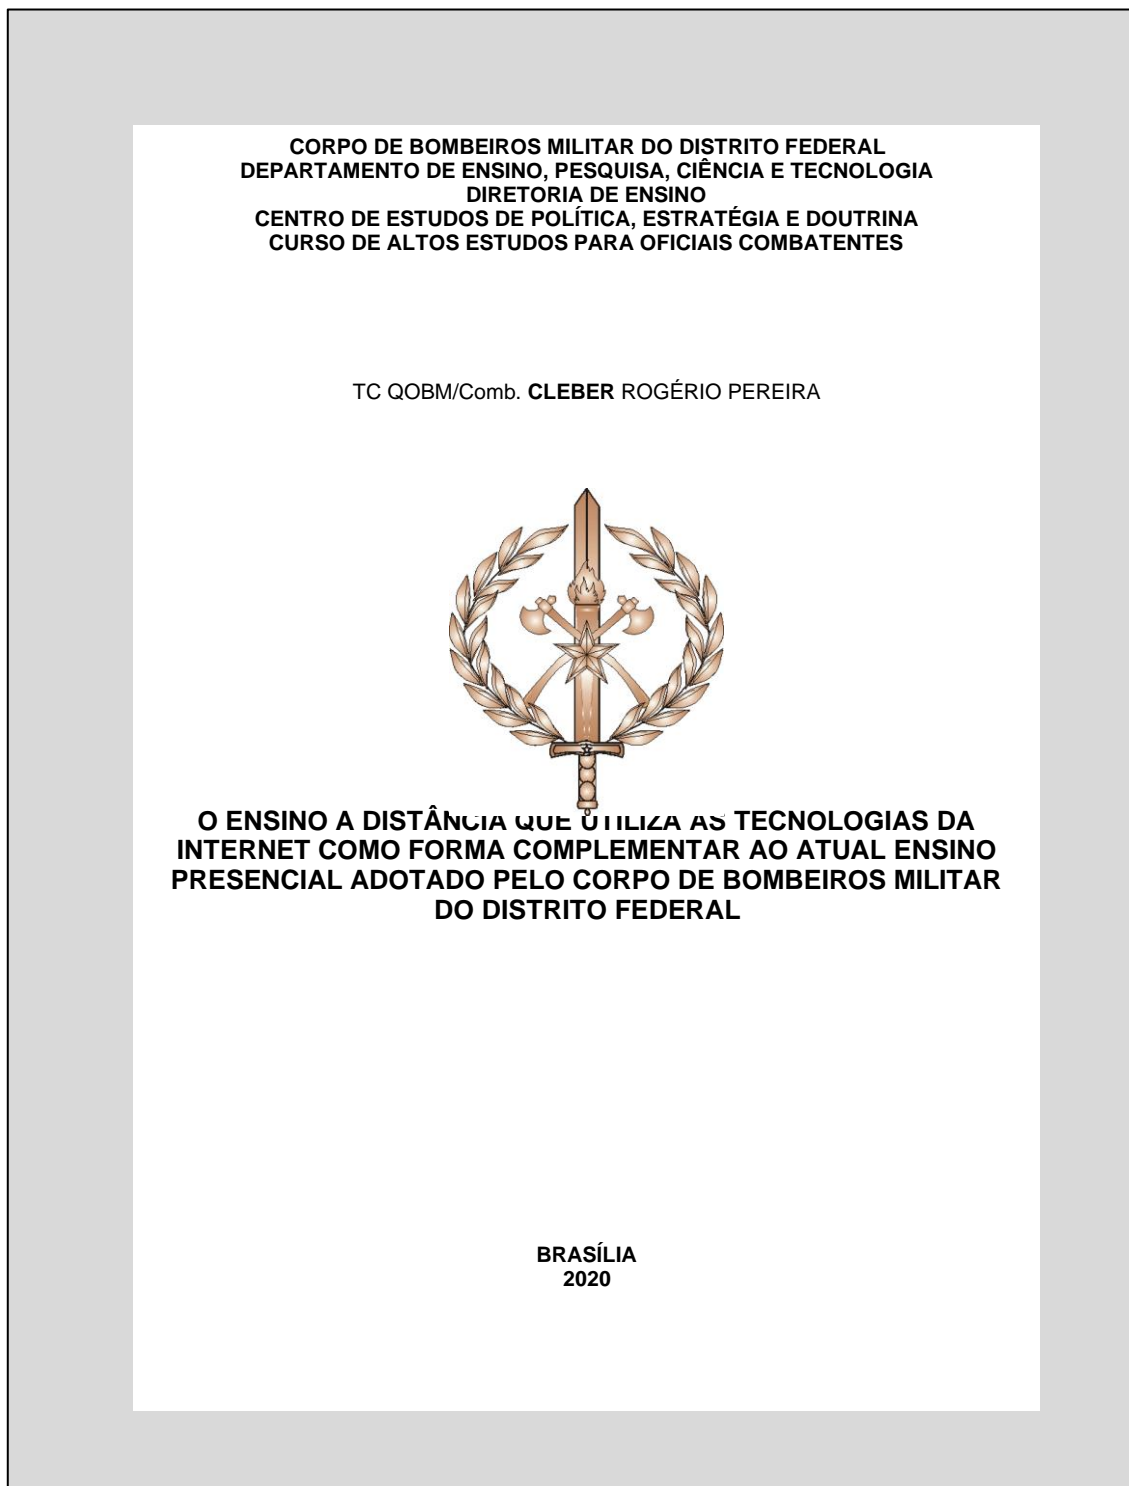 CORPO DE BOMBEIROS MILITAR DO DISTRITO FEDERAL
DEPARTAMENTO DE ENSINO, PESQUISA, CIÊNCIA E TECNOLOGIA
DIRETORIA DE ENSINO
CENTRO DE ESTUDOS DE POLÍTICA, ESTRATÉGIA E DOUTRINA
CURSO DE ALTOS ESTUDOS PARA OFICIAIS COMBATENTES
TC QOBM/Comb. CLEBER ROGÉRIO PEREIRA
O ENSINO A DISTÂNCIA QUE UTILIZA AS TECNOLOGIAS DA
INTERNET COMO FORMA COMPLEMENTAR AO ATUAL ENSINO
PRESENCIAL ADOTADO PELO CORPO DE BOMBEIROS MILITAR
DO DISTRITO FEDERAL
BRASÍLIA
2020